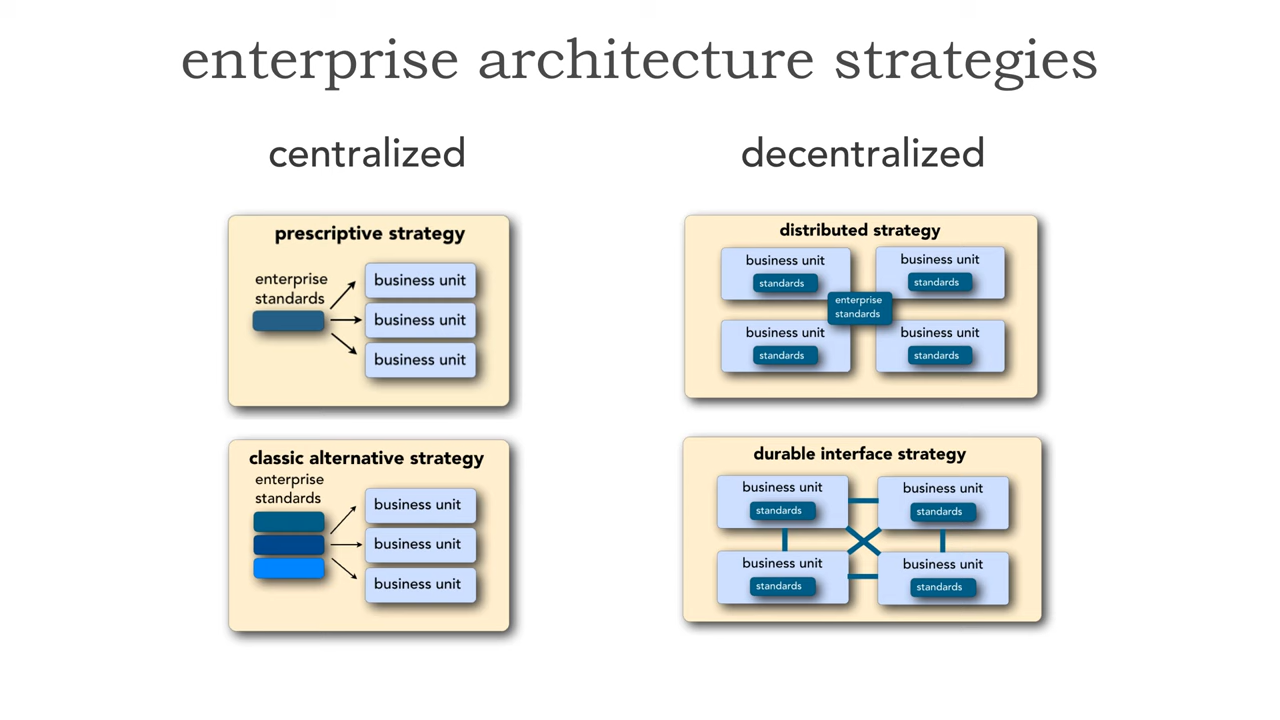 enterprise architecture strategies
centralized
decentralized
prescriptive strategy
enterprise
standards
business unit
business unit
business unit
distributed strategy
business unit
standards
business unit
standards
enterprise
standards
business unit
standards
business unit
standards
classic alternative strategy
enterprise
standards
business unit
business unit
business unit
durable interface strategy
business unit
standards
business unit
standards
business unit
standards
business unit
standards